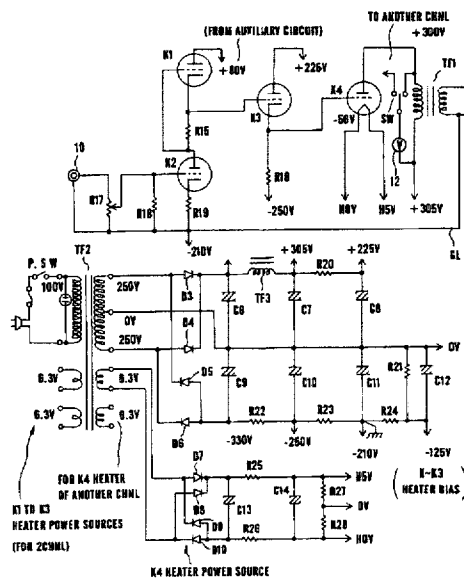 TO ANOTHER CHNL
(FROM AUXILIARY CIRCUIT)
+300V
K1
+80V
+225V
TF1
K3
K4
R15
-56V
SW
10
K2
12
R17
R18
R19
R18
-250V
H0V
H5V
+305V
-210V
GL
P. SW
TF2
100V
250V
D3
+305V
R20
+225V
TF3
C6
C7
C8
0V
D4
0V
250V
D5
C9
C10
C11
R21
C12
6.3V
6.3V
D6
R22
R23
R24
-330V
-250V
-210V
-125V
6.3V
6.3V
D7
R25
H5V
(K~K3
HEATER BIAS)
D8
C13
C14
R27
0V
FOR K4 HEATER
OF ANOTHER CHNL
D9
R28
K1 TO K3
HEATER POWER SOURCES
(FOR 2CHNL)
D10
R26
H0V
K4 HEATER POWER SOURCE